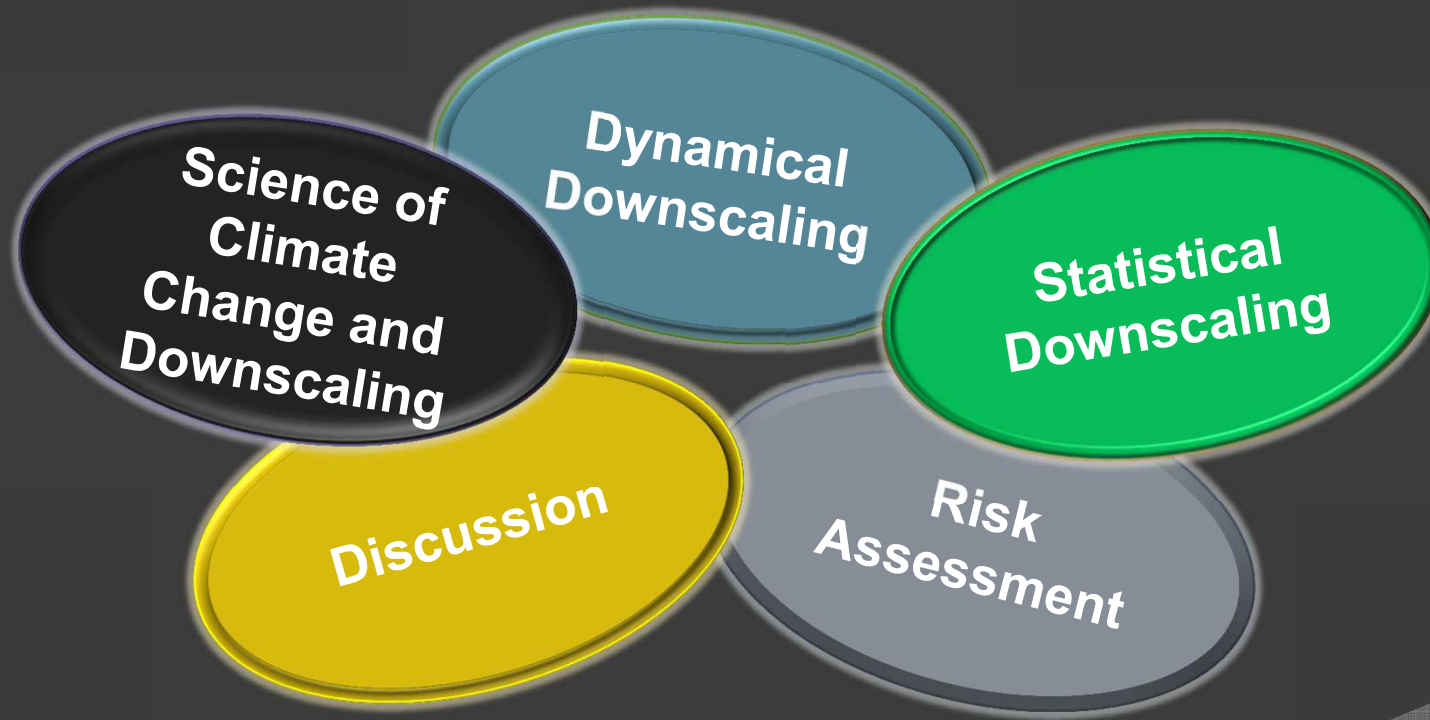 Science of
Climate
Change and
Downscaling
Dynamical
Downscaling
Statistical
Downscaling
Risk
Assessment
Discussion